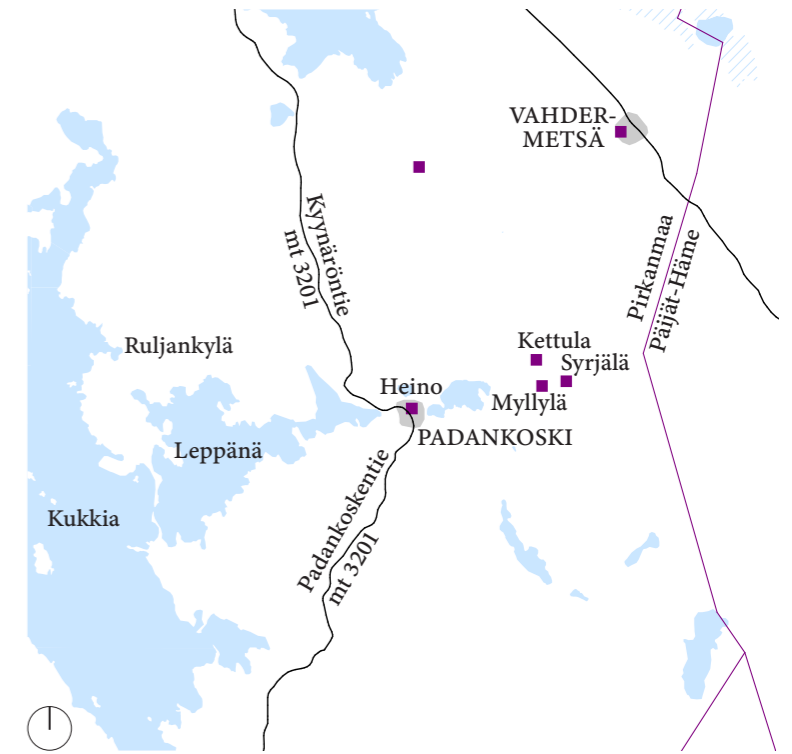 VAHDER-
METSÄ
Kyynäröntie
mt 3201
Pirkanmaa
Päijät-Häme
Ruljankylä
Kettula
Syrjälä
Heino
Myllylä
PADANKOSKI
Leppänä
Kukkia
Padankoskentie
mt 3201